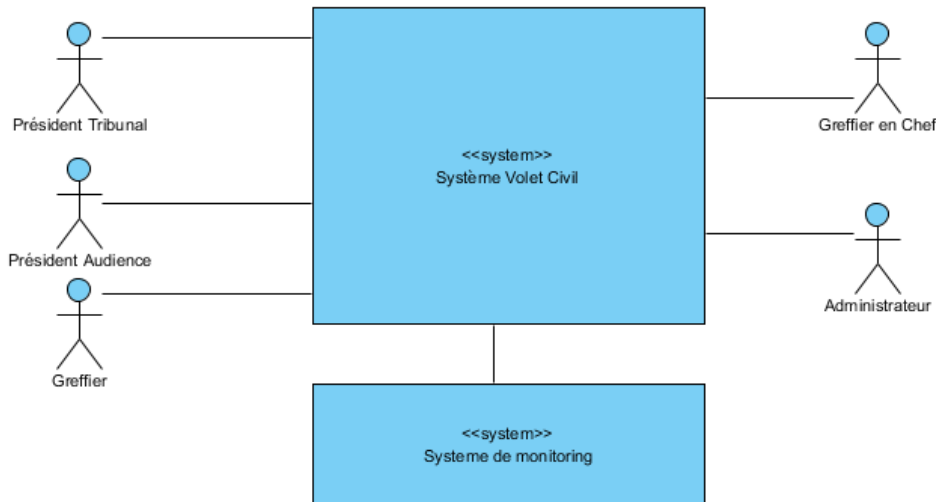 Président Tribunal
Président Audience
Greffier
<<system>>
Système Volet Civil
Greffier en Chef
Administrateur
<<system>>
Systeme de monitoring